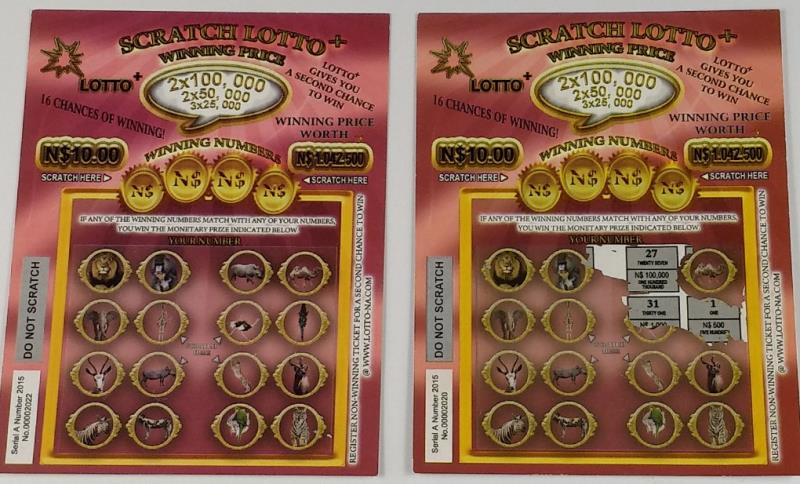 SCRATCH LOTTO +
WINNING PRICE
LOTTO+
2x100, 000
2x50, 000
3x25, 000
LOTTO+
GIVES YOU
A SECOND CHANCE
TO WIN
16 CHANCES OF WINNING!
WINNING PRICE
WORTH
N$10.00
WINNING NUMBERS
N$1.042.500
SCRATCH HERE
N$ N$ N$ N$
SCRATCH HERE
IF ANY OF THE WINNING NUMBERS MATCH WITH ANY OF YOUR NUMBERS,
YOU WIN THE MONETARY PRIZE INDICATED BELOW
YOUR NUMBER
SCRATCH
HERE
DO NOT SCRATCH
Serial A Number 2015
No.00002022
REGISTER NON-WINNING TICKET FOR A SECOND CHANCE TO WIN
@ WWW.LOTTO-NA.COM
SCRATCH LOTTO +
WINNING PRICE
LOTTO+
2x100, 000
2x50, 000
3x25, 000
LOTTO+
GIVES YOU
A SECOND CHANCE
TO WIN
16 CHANCES OF WINNING!
WINNING PRICE
WORTH
N$10.00
WINNING NUMBERS
N$1.042.500
SCRATCH HERE
N$ N$ N$ N$
SCRATCH HERE
IF ANY OF THE WINNING NUMBERS MATCH WITH ANY OF YOUR NUMBERS,
YOU WIN THE MONETARY PRIZE INDICATED BELOW
YOUR NUMBER
27
TWENTY SEVEN
N$ 100,000
ONE HUNDRED
THOUSAND
31
THIRTY ONE
N$ 1,000
1
ONE
N$ 500
FIVE HUNDRED
SCRATCH
HERE
DO NOT SCRATCH
Serial A Number 2015
No.00002020
REGISTER NON-WINNING TICKET FOR A SECOND CHANCE TO WIN
@ WWW.LOTTO-NA.COM